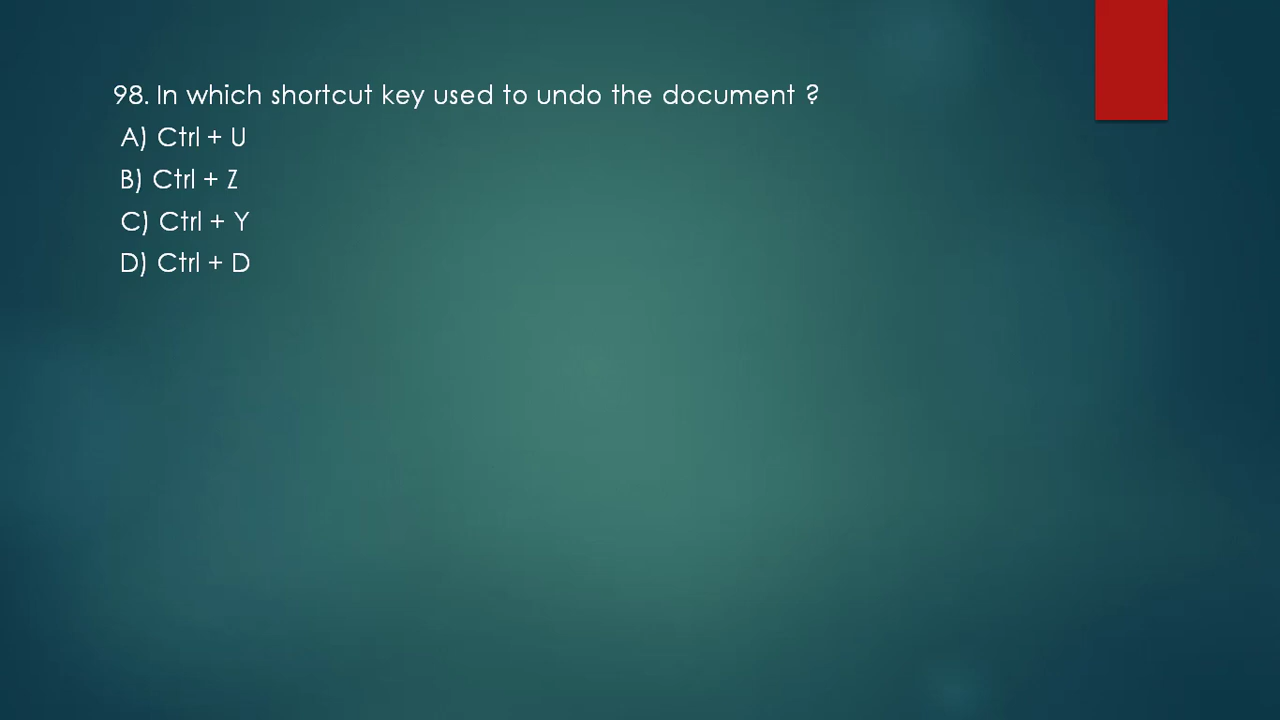 98. In which shortcut key used to undo the document ?
A) Ctrl + U
B) Ctrl + Z
C) Ctrl + Y
D) Ctrl + D